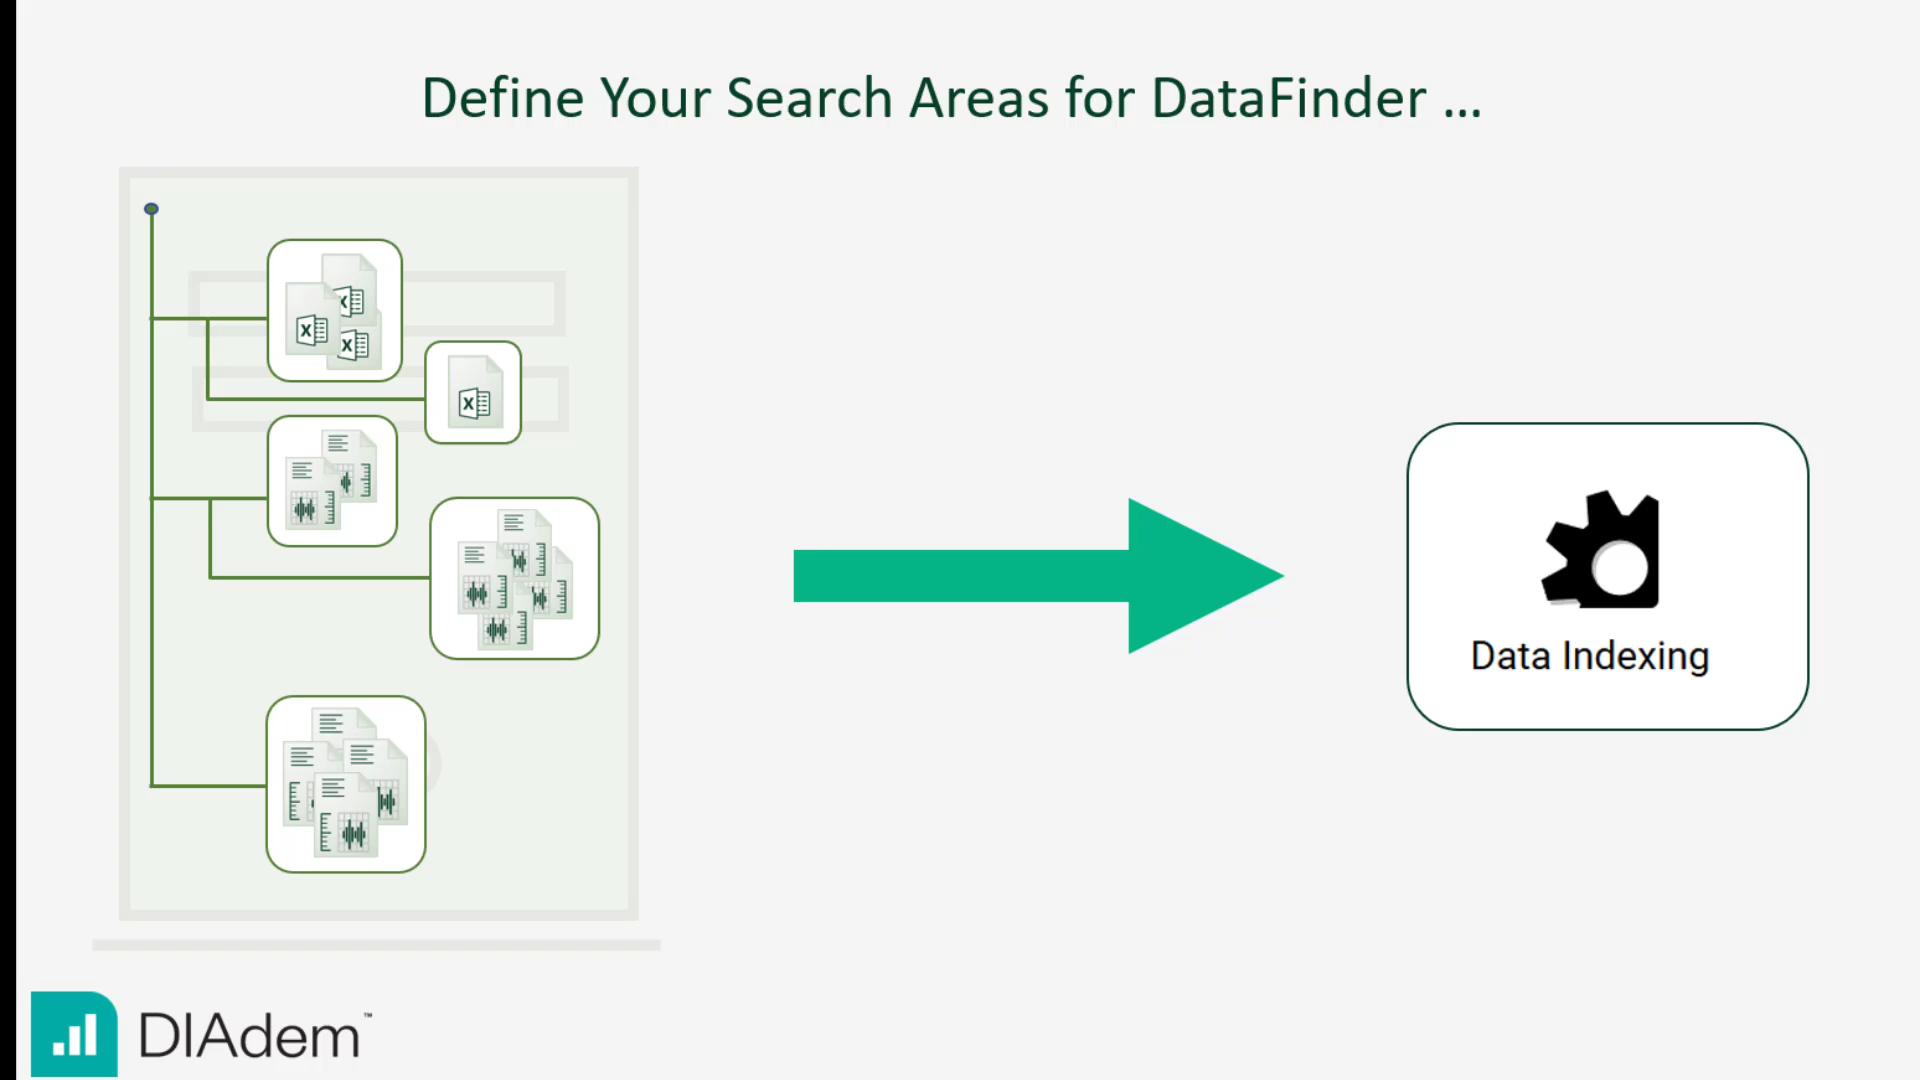 Define Your Search Areas for DataFinder ...
X
X
X
X
Data Indexing
DIAdem™